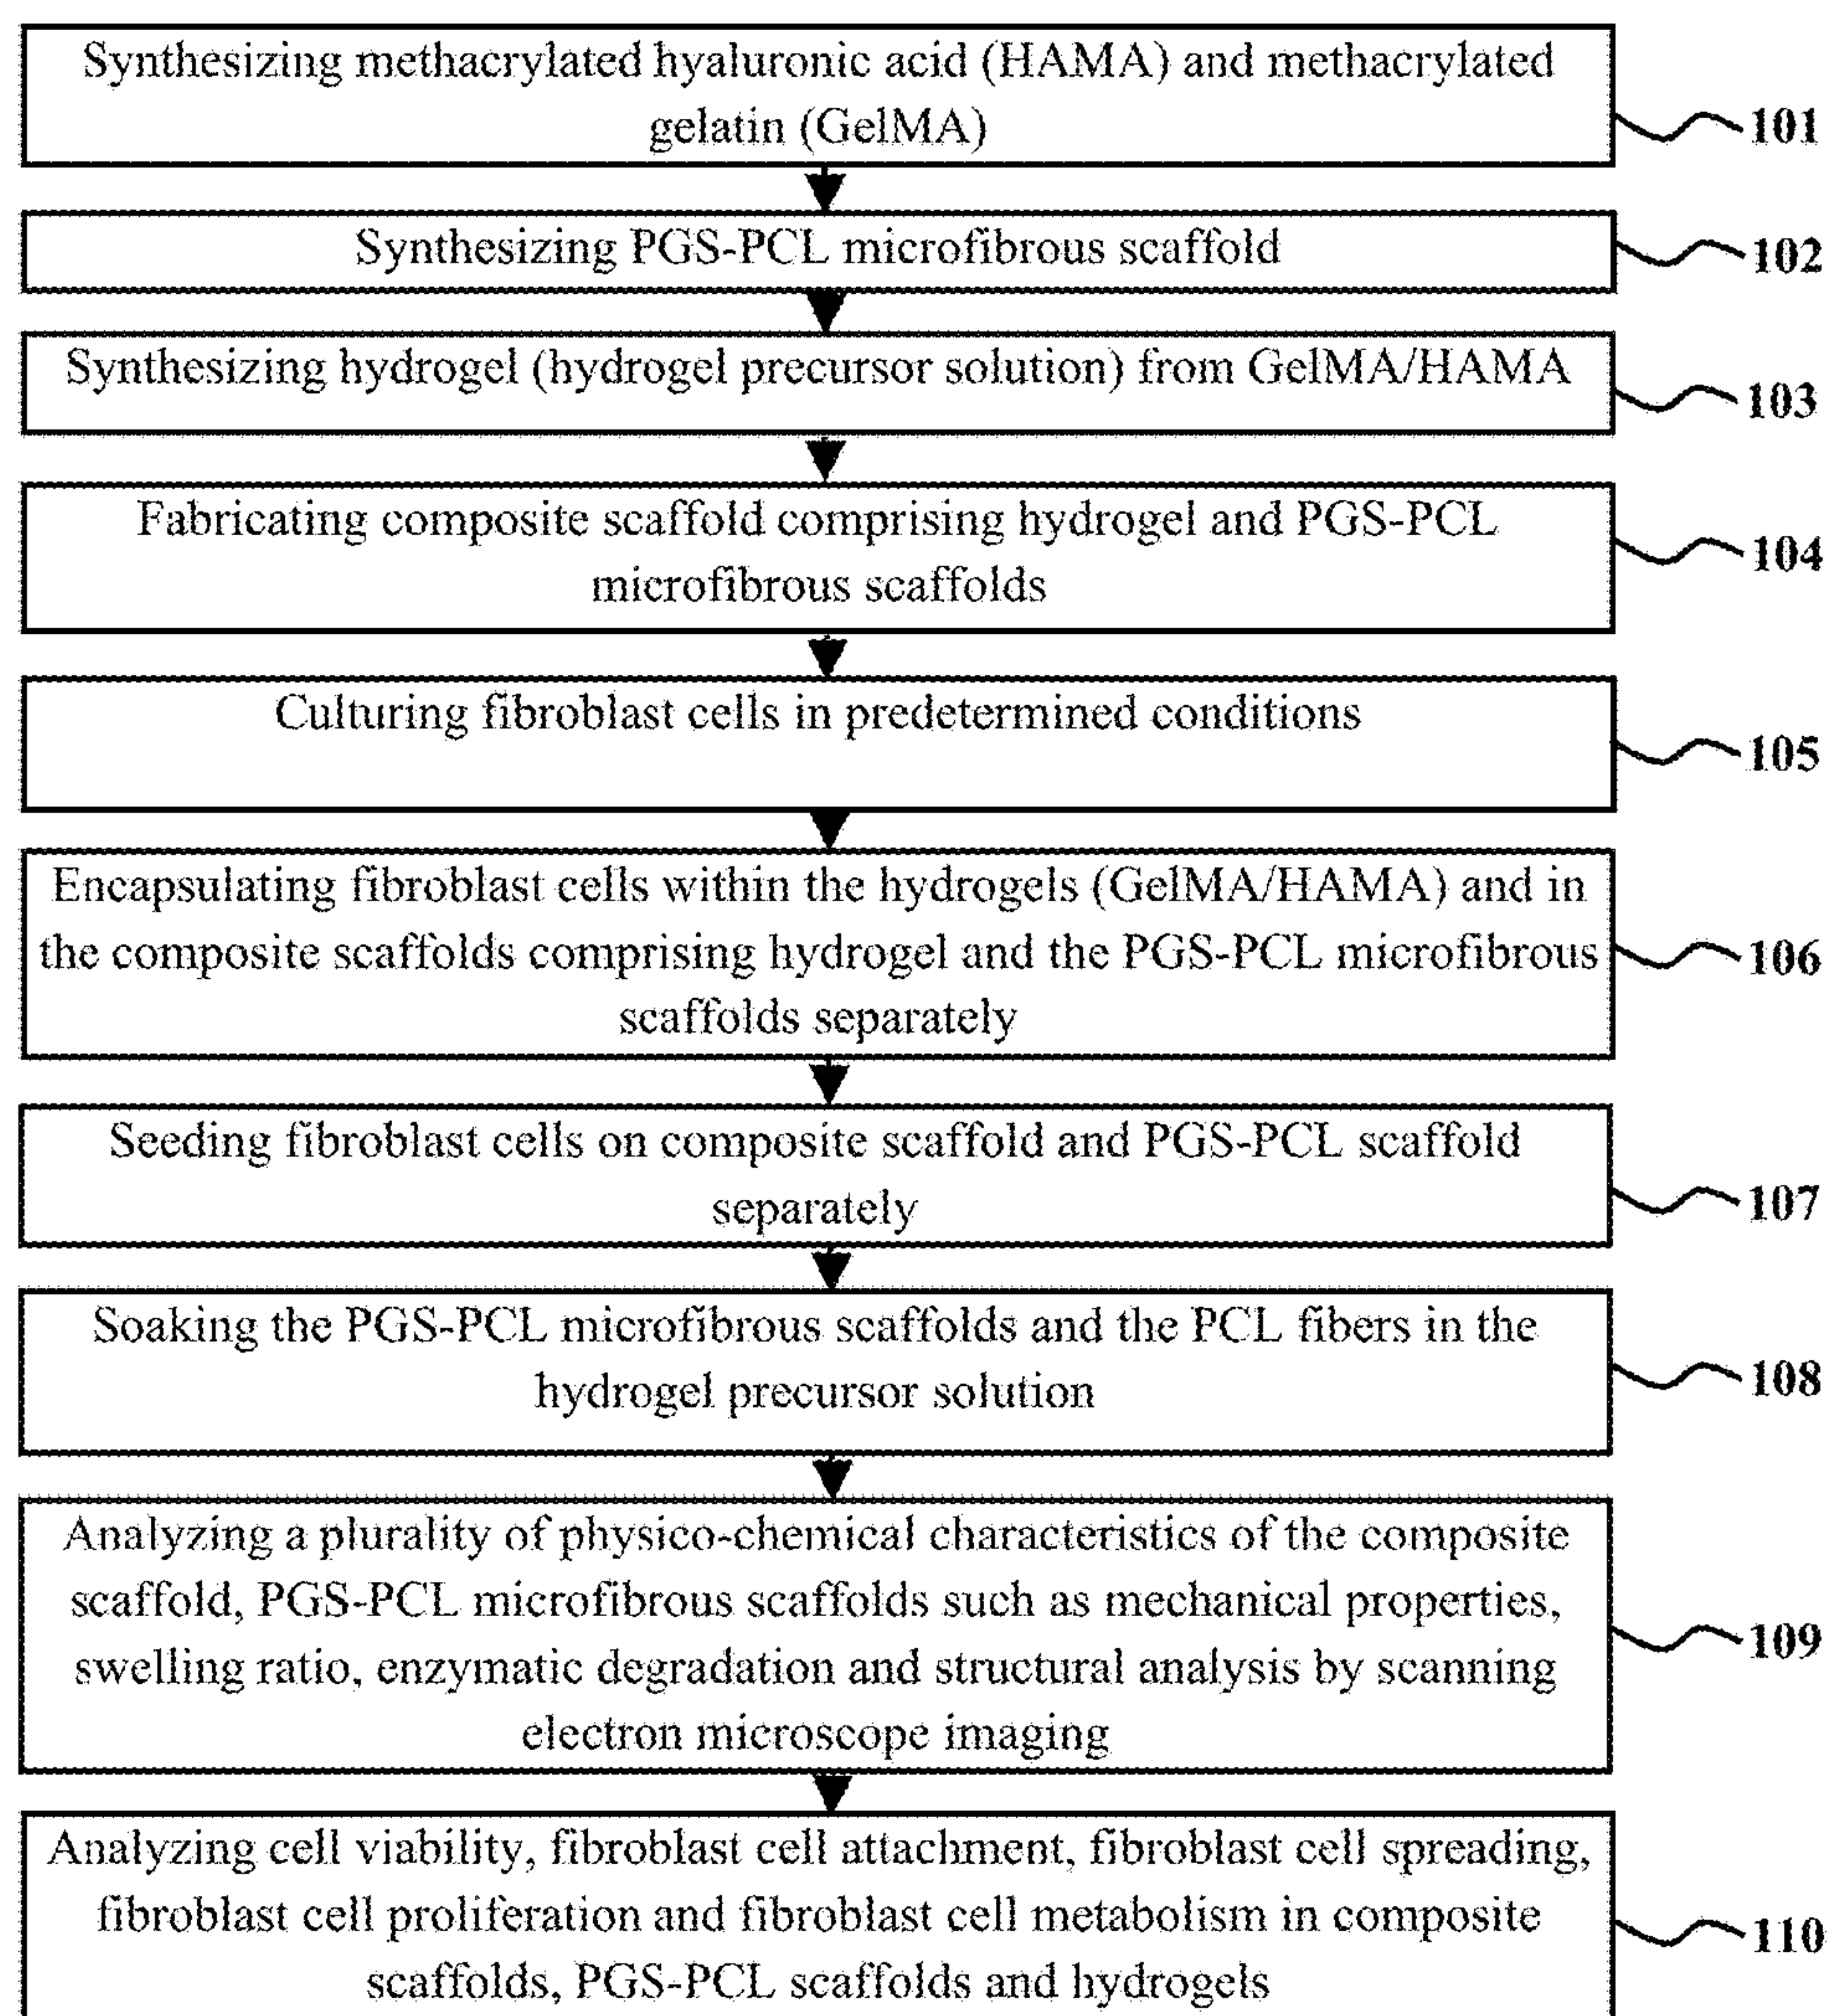 Synthesizing methacrylated hyaluronic acid (HAMA) and methacrylated
gelatin (GelMA)
101
Synthesizing PGS-PCL microfibrous scaffold
102
Synthesizing hydrogel (hydrogel precursor solution) from GelMA/HAMA
103
Fabricating composite scaffold comprising hydrogel and PGS-PCL
microfibrous scaffolds
104
Culturing fibroblast cells in predetermined conditions
105
Encapsulating fibroblast cells within the hydrogels (GelMA/HAMA) and in
the composite scaffolds comprising hydrogel and the PGS-PCL microfibrous
scaffolds separately
106
Seeding fibroblast cells on composite scaffold and PGS-PCL scaffold
separately
107
Soaking the PGS-PCL microfibrous scaffolds and the PCL fibers in the
hydrogel precursor solution
108
Analyzing a plurality of physico-chemical characteristics of the composite
scaffold, PGS-PCL microfibrous scaffolds such as mechanical properties,
swelling ratio, enzymatic degradation and structural analysis by scanning
electron microscope imaging
109
Analyzing cell viability, fibroblast cell attachment, fibroblast cell spreading,
fibroblast cell proliferation and fibroblast cell metabolism in composite
scaffolds, PGS-PCL scaffolds and hydrogels
110